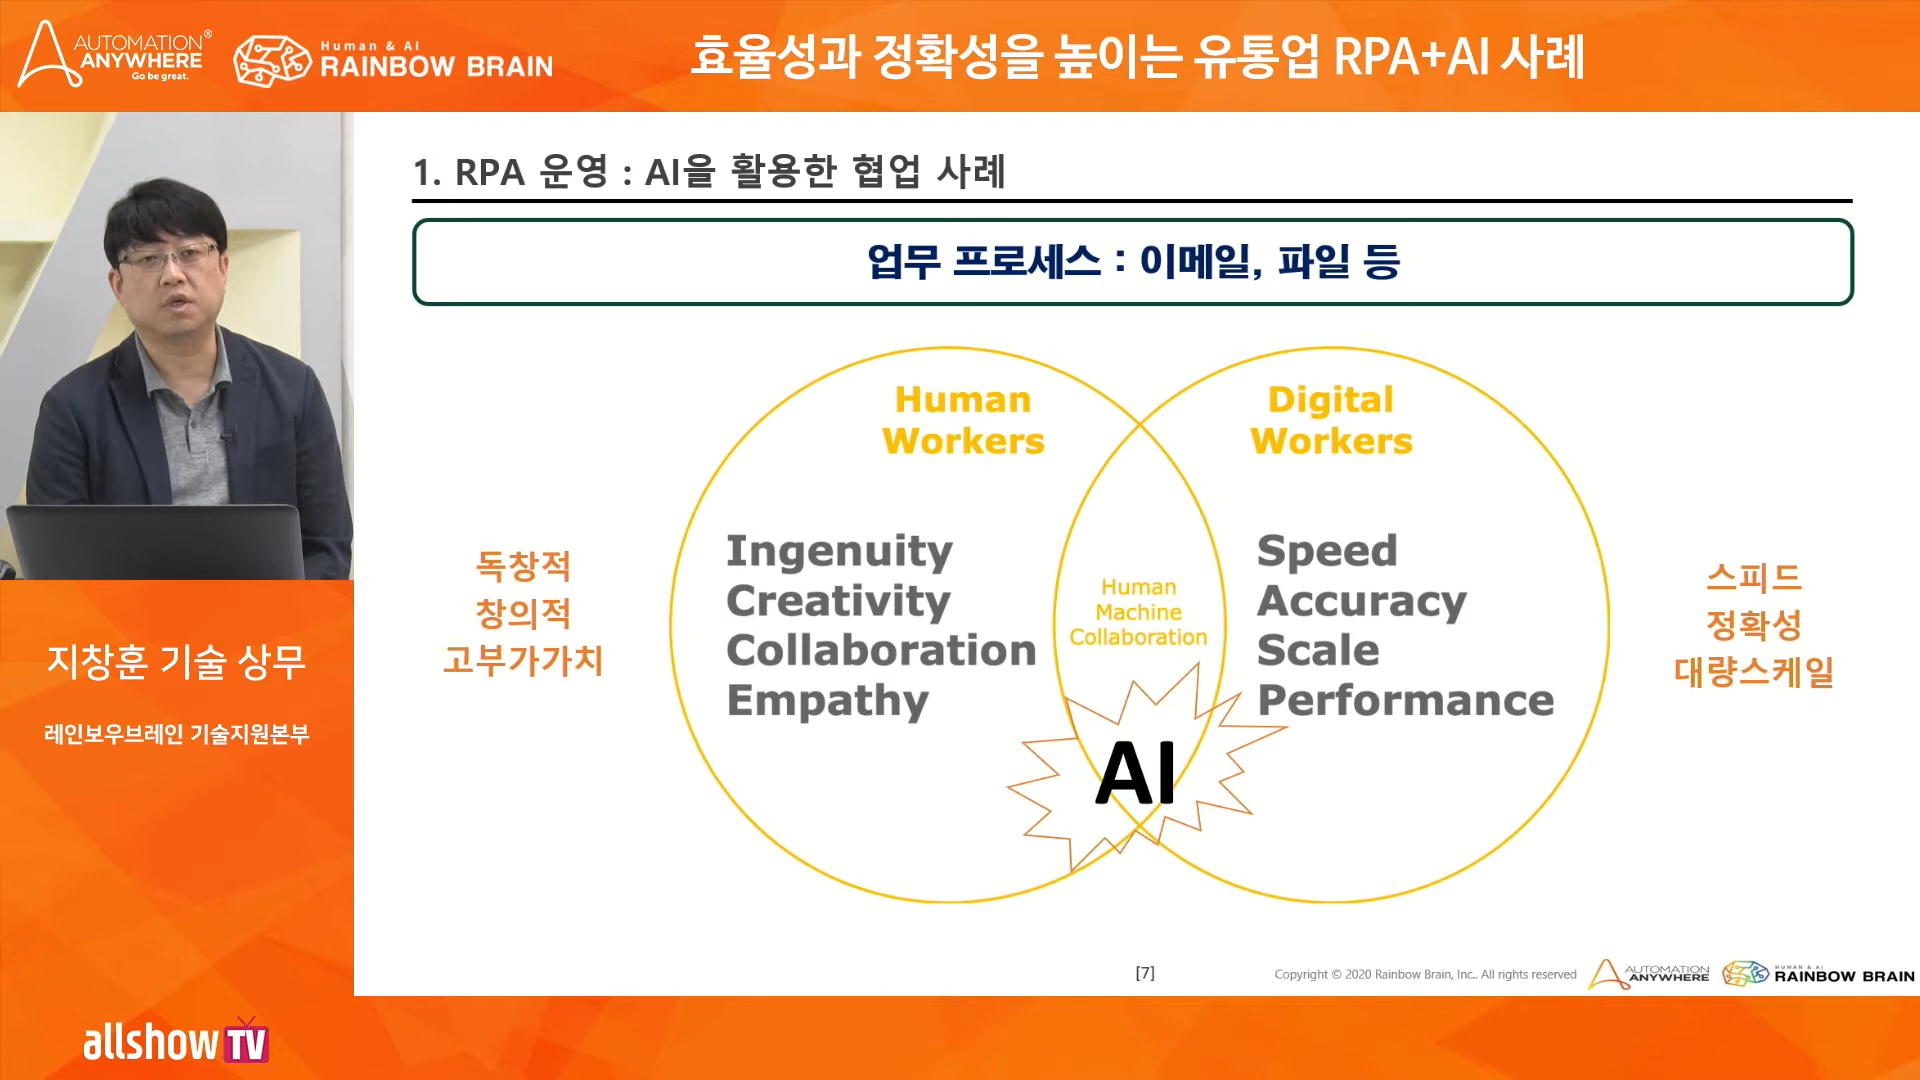 AUTOMATION
ANYWHERE®
Go be great.
Human & AI
RAINBOW BRAIN
효율성과 정확성을 높이는 유통업 RPA+AI 사례
1. RPA 운영 : AI을 활용한 협업 사례
업무 프로세스 : 이메일, 파일 등
Human
Workers
Digital
Workers
독창적
창의적
고부가가치
Ingenuity
Creativity
Collaboration
Empathy
Human
Machine
Collaboration
AI
Speed
Accuracy
Scale
Performance
스피드
정확성
대량스케일
지창훈 기술 상무
레인보우브레인 기술지원본부
[7]
Copyright © 2020 Rainbow Brain, Inc.. All rights reserved
AUTOMATION
ANYWHERE
HUMAN & AI
RAINBOW BRAIN
allshow TV